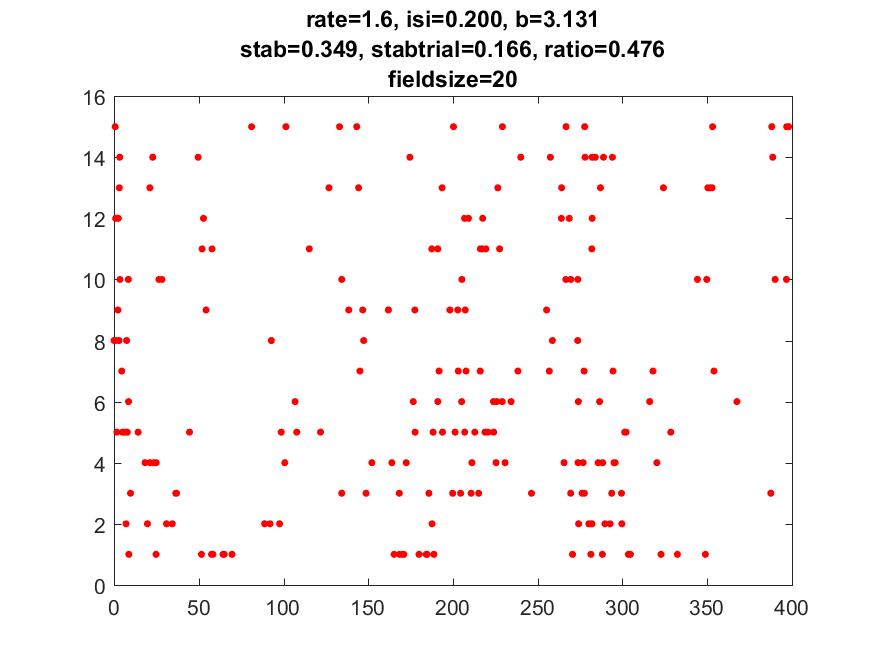 rate=1.6, isi=0.200, b=3.131
stab=0.349, stabtrial=0.166, ratio=0.476
fieldsize=20
16
14
12
10
8
6
4
2
0
0 50 100 150 200 250 300 350 400